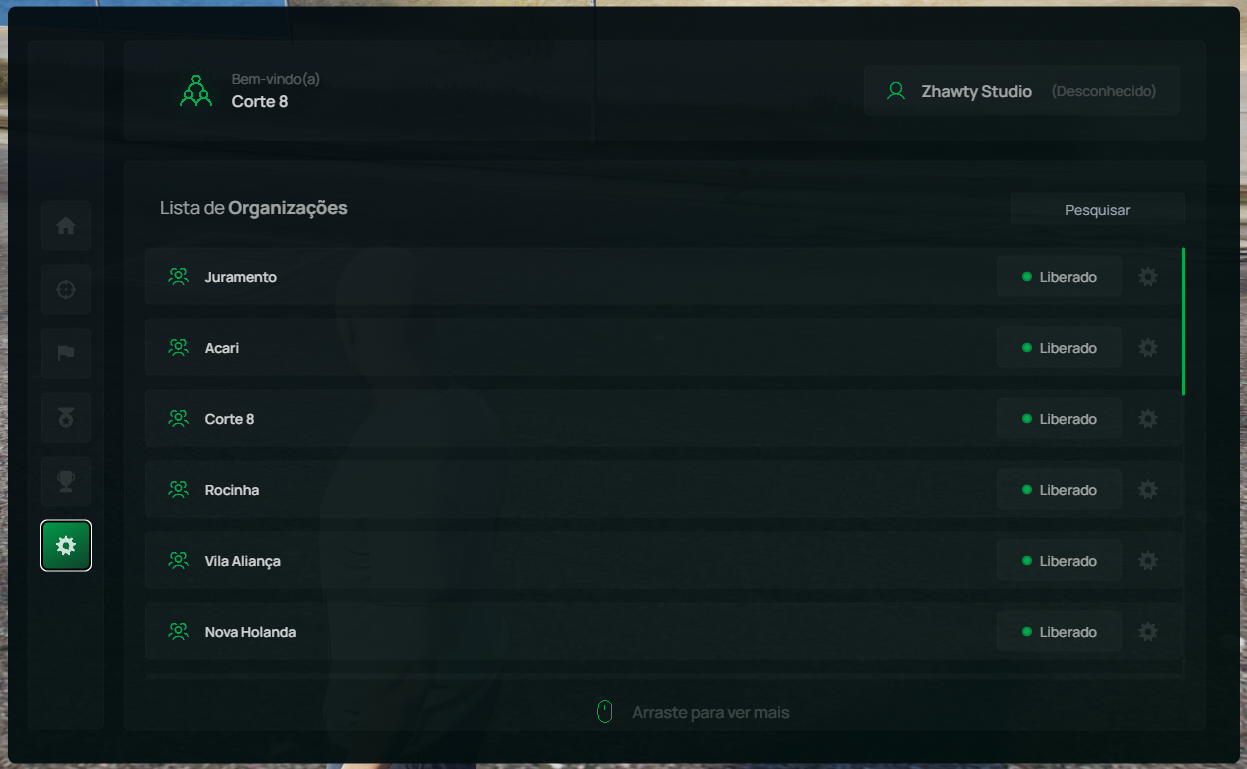 Bem-vindo(a)
Corte 8
Zhawty Studio (Desconhecido)
Lista de Organizações
Pesquisar
Juramento Liberado
Acari Liberado
Corte 8 Liberado
Rocinha Liberado
Vila Aliança Liberado
Nova Holanda Liberado
Arraste para ver mais